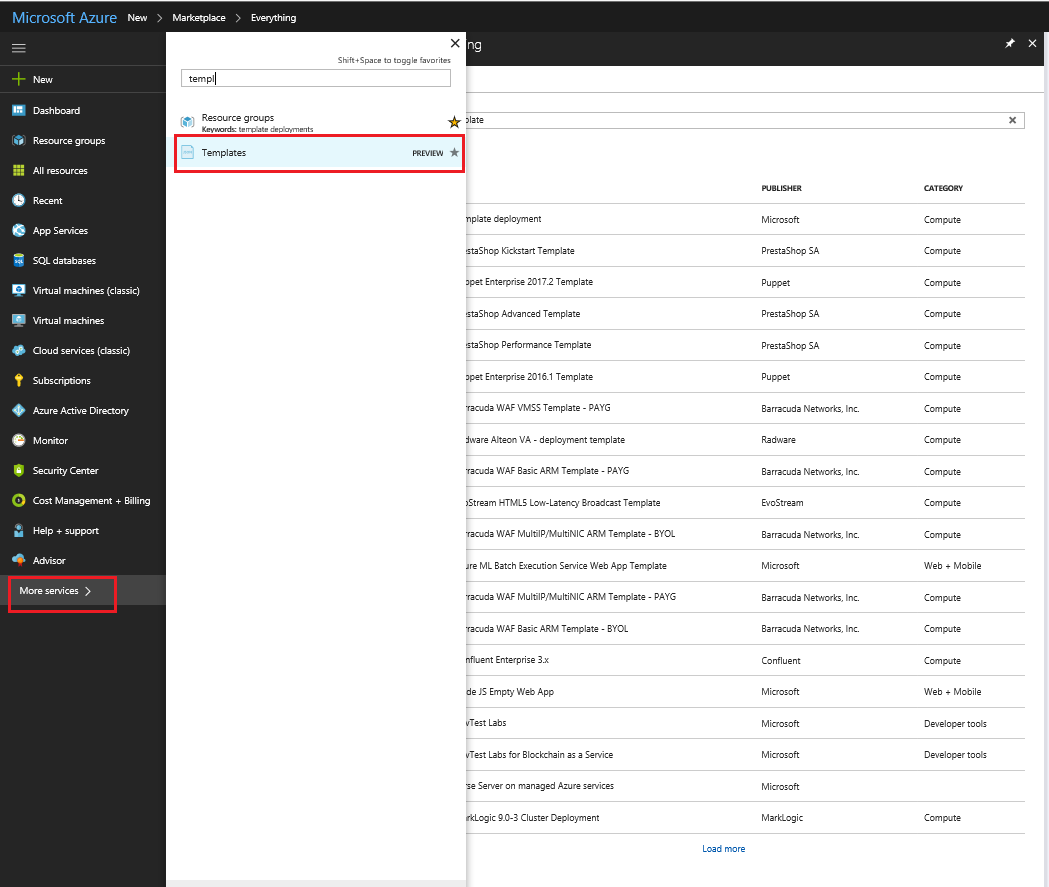 Microsoft Azure New > Marketplace > Everything
New
Dashboard
Resource groups
All resources
Recent
App Services
SQL databases
Virtual machines (classic)
Virtual machines
Cloud services (classic)
Subscriptions
Azure Active Directory
Monitor
Security Center
Cost Management + Billing
Help + support
Advisor
More services >
Shift+Space to toggle favorites
templ
Resource groups
Keywords: template deployments
Templates PREVIEW
ng
plate
PUBLISHER CATEGORY
mplate deployment Microsoft Compute
estaShop Kickstart Template PrestaShop SA Compute
ppet Enterprise 2017.2 Template Puppet Compute
estaShop Advanced Template PrestaShop SA Compute
estaShop Performance Template PrestaShop SA Compute
ppet Enterprise 2016.1 Template Puppet Compute
rracuda WAF VMSS Template - PAYG Barracuda Networks, Inc. Compute
dware Alteon VA - deployment template Radware Compute
rracuda WAF Basic ARM Template - PAYG Barracuda Networks, Inc. Compute
oStream HTML5 Low-Latency Broadcast Template EvoStream Compute
rracuda WAF MultiIP/MultiNIC ARM Template - BYOL Barracuda Networks, Inc. Compute
ure ML Batch Execution Service Web App Template Microsoft Web + Mobile
rracuda WAF MultiIP/MultiNIC ARM Template - PAYG Barracuda Networks, Inc. Compute
rracuda WAF Basic ARM Template - BYOL Barracuda Networks, Inc. Compute
nfluent Enterprise 3.x Confluent Compute
de JS Empty Web App Microsoft Web + Mobile
vTest Labs Microsoft Developer tools
vTest Labs for Blockchain as a Service Microsoft Developer tools
rse Server on managed Azure services Microsoft
arkLogic 9.0-3 Cluster Deployment MarkLogic Compute
Load more